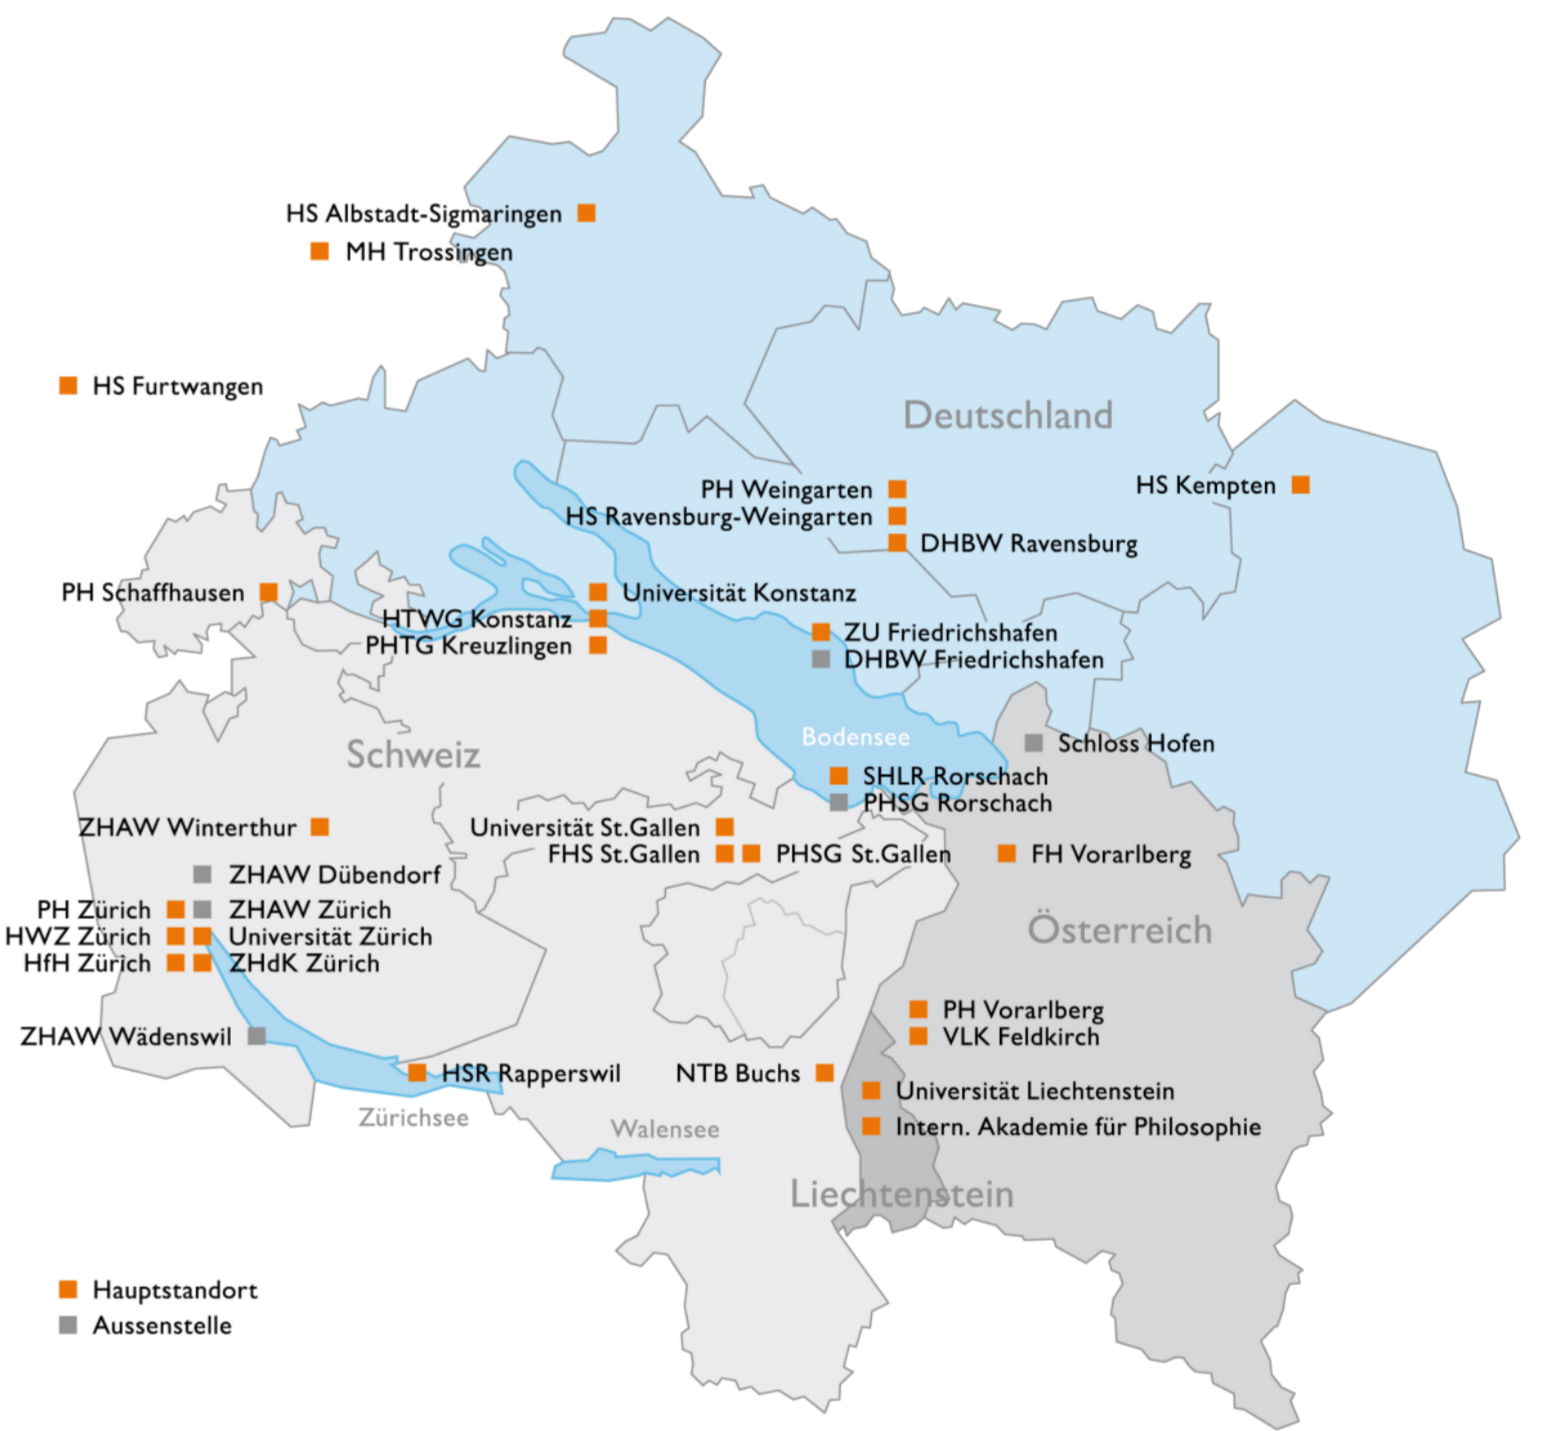 HS Albstadt-Sigmaringen
MH Trossingen
HS Furtwangen
Deutschland
HS Kempten
PH Weingarten
HS Ravensburg-Weingarten
DHBW Ravensburg
PH Schaffhausen
Universität Konstanz
HTWG Konstanz
PHTG Kreuzlingen
ZU Friedrichshafen
DHBW Friedrichshafen
Bodensee
Schloss Hofen
Schweiz
SHLR Rorschach
PHSG Rorschach
ZHAW Winterthur
Universität St.Gallen
FHS St.Gallen
PHSG St.Gallen
FH Vorarlberg
ZHAW Dübendorf
PH Zürich
ZHAW Zürich
HWZ Zürich
Universität Zürich
HfH Zürich
ZHdK Zürich
Österreich
PH Vorarlberg
VLK Feldkirch
ZHAW Wädenswil
HSR Rapperswil
NTB Buchs
Universität Liechtenstein
Zürichsee
Walensee
Intern. Akademie für Philosophie
Liechtenstein
Hauptstandort
Aussenstelle